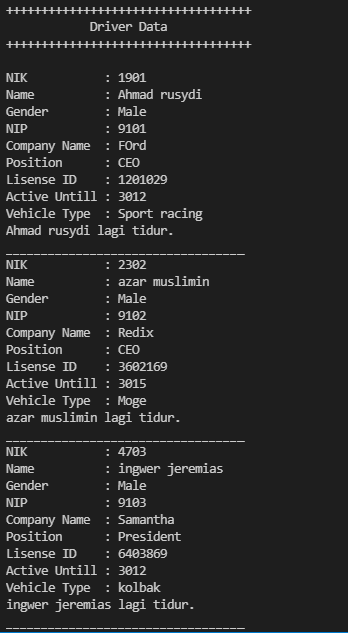 +++++++++++++++++++++++++++++++++++
Driver Data
+++++++++++++++++++++++++++++++++++
NIK : 1901
Name : Ahmad rusydi
Gender : Male
NIP : 9101
Company Name : FOrd
Position : CEO
Lisense ID : 1201029
Active Untill : 3012
Vehicle Type : Sport racing
Ahmad rusydi lagi tidur.
__________________________________
NIK : 2302
Name : azar muslimin
Gender : Male
NIP : 9102
Company Name : Redix
Position : CEO
Lisense ID : 3602169
Active Untill : 3015
Vehicle Type : Moge
azar muslimin lagi tidur.
__________________________________
NIK : 4703
Name : ingwer jeremias
Gender : Male
NIP : 9103
Company Name : Samantha
Position : President
Lisense ID : 6403869
Active Untill : 3012
Vehicle Type : kolbak
ingwer jeremias lagi tidur.
__________________________________